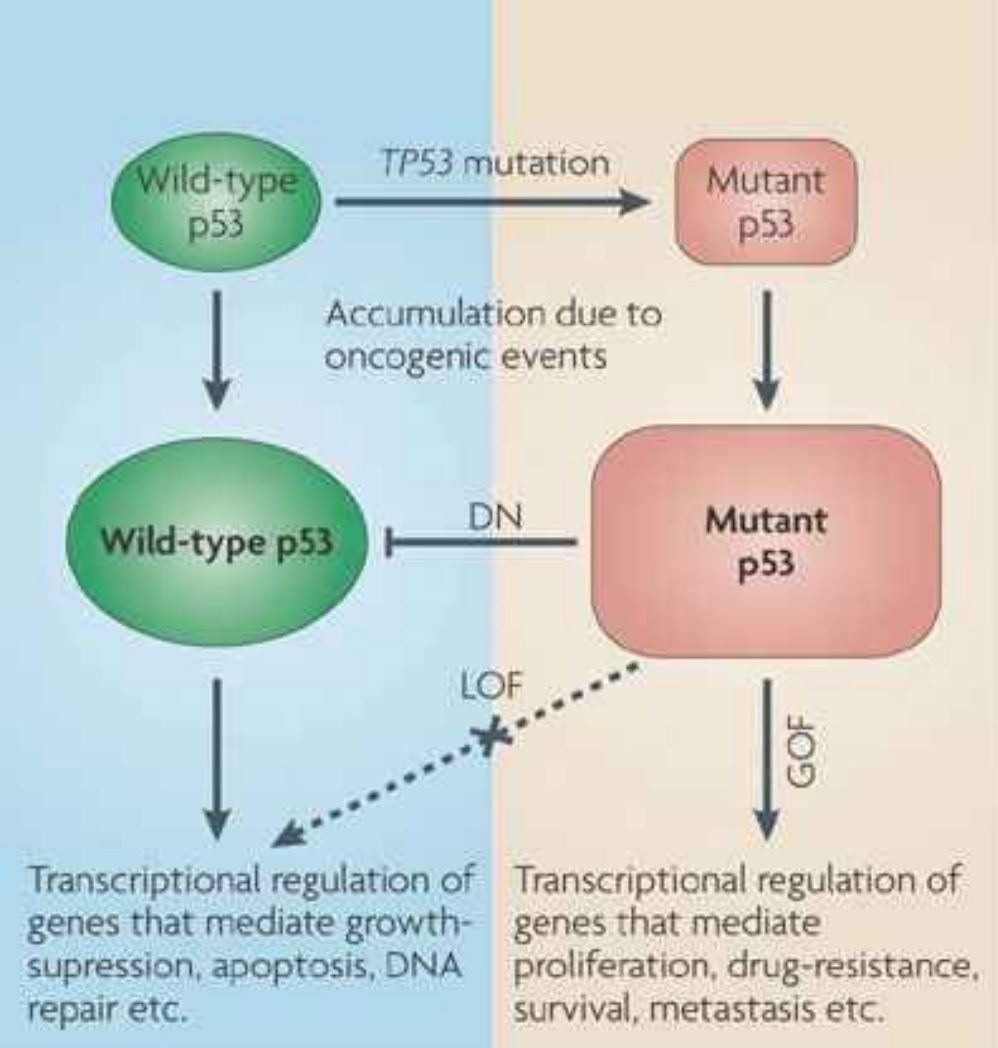 Wild-type
p53
TP53 mutation
Mutant
p53
Accumulation due to
oncogenic events
Wild-type p53
DN
Mutant
p53
LOF
GOF
Transcriptional regulation of
genes that mediate growth-
supression, apoptosis, DNA
repair etc.
Transcriptional regulation of
genes that mediate
proliferation, drug-resistance,
survival, metastasis etc.